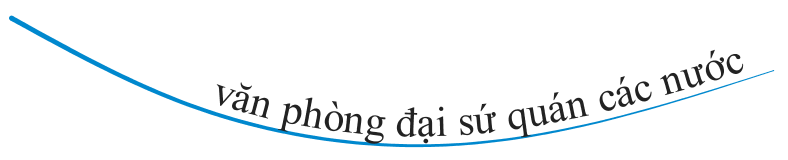 văn phòng đại sứ quán các nước